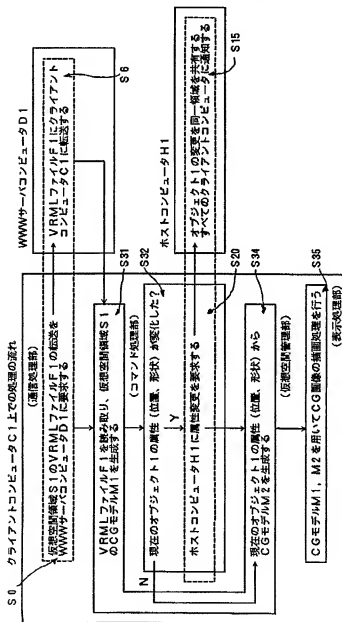 S0 クライアントコンピュータC1上での処理の流れ
(通信処理部)
仮想空間領域S1のVRMLファイルF1の転送を
WWWサーバコンピュータD1に要求する
WWWサーバコンピュータD1
VRMLファイルF1にクライアント
コンピュータC1に転送する
S6
VRMLファイルF1を読み取り、仮想空間領域S1
のCGモデルM1を生成する
S31
(コマンド処理部)
S32
現在のオブジェクト1の属性(位置、形状)が変化した?
N
Y
ホストコンピュータH1に属性変更を要求する
S20
ホストコンピュータH1
オブジェクト1の変更を同一領域を共有する
すべてのクライアントコンピュータに通知する
S15
現在のオブジェクト1の属性(位置、形状)から
CGモデルM2を生成する
S34
(仮想空間管理部)
CGモデルM1,M2を用いてCG画像の描画処理を行う
S35
(表示処理部)